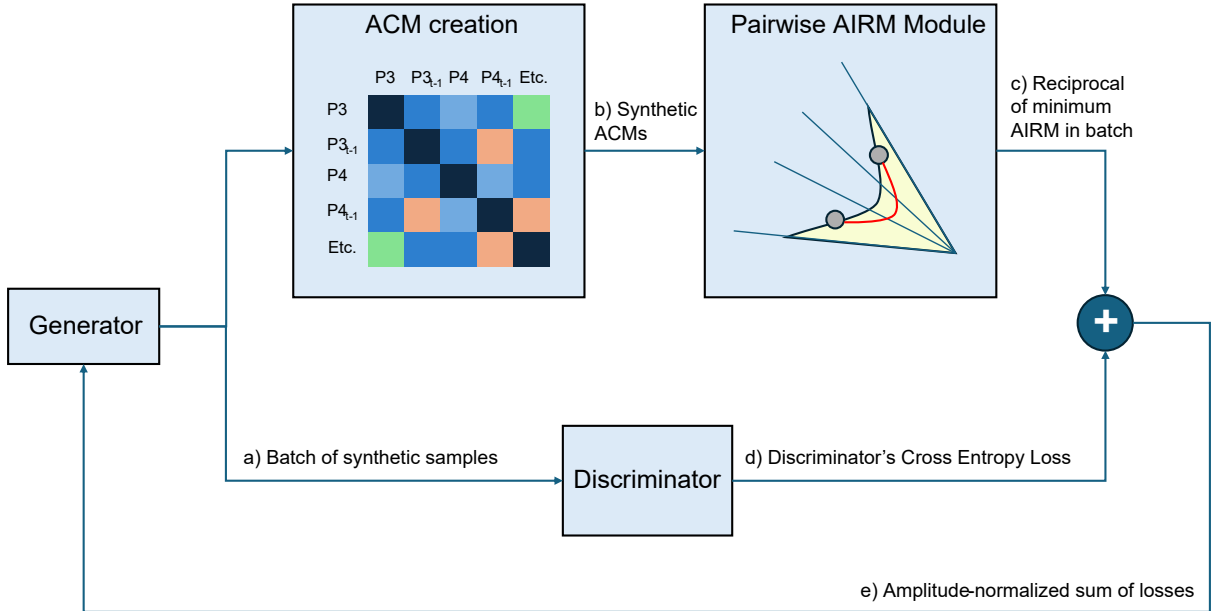 ACM creation
P3 P3t-1 P4 P4t-1 Etc.
P3
P3t-1
P4
P4t-1
Etc.
b) Synthetic
ACMs
Pairwise AIRM Module
c) Reciprocal
of minimum
AIRM in batch
Generator
+
a) Batch of synthetic samples
Discriminator
d) Discriminator’s Cross Entropy Loss
e) Amplitude-normalized sum of losses